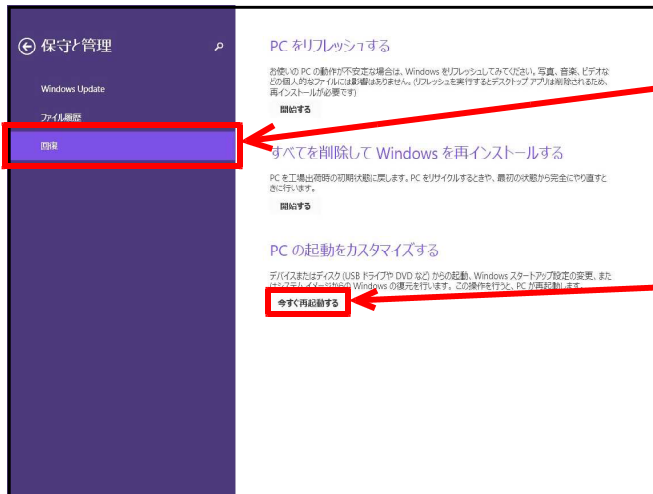 保守と管理
Windows Update
ファイル履歴
回復
PC をリフレッシュする
お使いの PC の動作が不安定な場合は、Windows をリフレッシュしてみてください。写真、音楽、ビデオな
どの個人的なファイルには影響はありません。(リフレッシュを実行するとデスクトップ アプリは削除されるため、
再インストールが必要です)
開始する
すべてを削除して Windows を再インストールする
PC を工場出荷時の初期状態に戻します。PC をリサイクルするときや、最初の状態から完全にやり直すと
きに行います。
開始する
PC の起動をカスタマイズする
デバイスまたはディスク (USB ドライブや DVD など) からの起動、Windows スタートアップ設定の変更、また
はシステム イメージからの Windows の復元を行います。この操作を行うと、PC が再起動します。
今すぐ再起動する